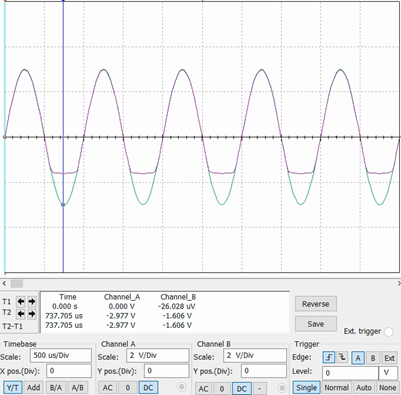 Time Channel_A Channel_B
T1 0.000 s 0.000 V -26.028 uV
T2 737.705 us -2.977 V -1.606 V
T2-T1 737.705 us -2.977 V -1.606 V
Reverse
Save
Ext. trigger
Timebase Channel A Channel B Trigger
Scale: 500 us/Div Scale: 2 V/Div Scale: 2 V/Div Edge: A B Ext
X pos.(Div): 0 Y pos.(Div): 0 Y pos.(Div): 0 Level: 0 V
Y/T Add B/A A/B AC 0 DC AC 0 DC - Single Normal Auto None